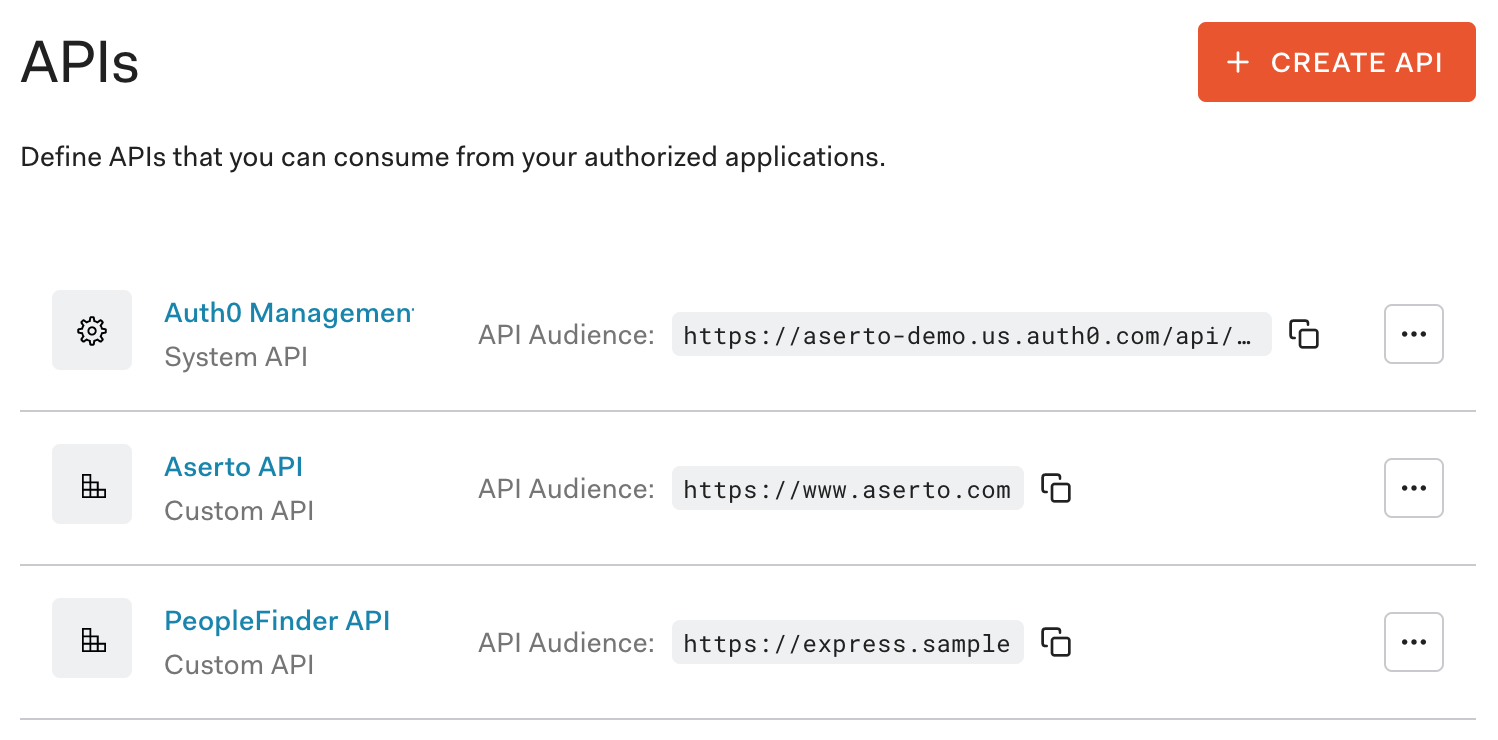 APIs
+ CREATE API
Define APIs that you can consume from your authorized applications.
Auth0 Management
System API
API Audience: https://aserto-demo.us.auth0.com/api/…
Aserto API
Custom API
API Audience: https://www.aserto.com
PeopleFinder API
Custom API
API Audience: https://express.sample